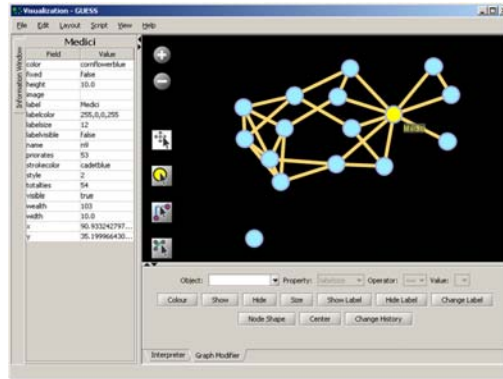 Visualization - GUESS
File Edit Layout Script View Help
Information Window
Medici
Field Value
color cornflowerblue
fixed false
height 10.0
image
label Medici
labelcolor 255,0,0,255
labelsize 12
labelvisible false
name n9
priorates 53
strokecolor cadetblue
style 2
totalties 54
visible true
wealth 103
width 10.0
x 90.933242797...
y 35.199966430...
Medici
Object: Property: labelsize Operator: Value:
Colour Show Hide Size Show Label Hide Label Change Label
Node Shape Center Change History
Interpreter Graph Modifier